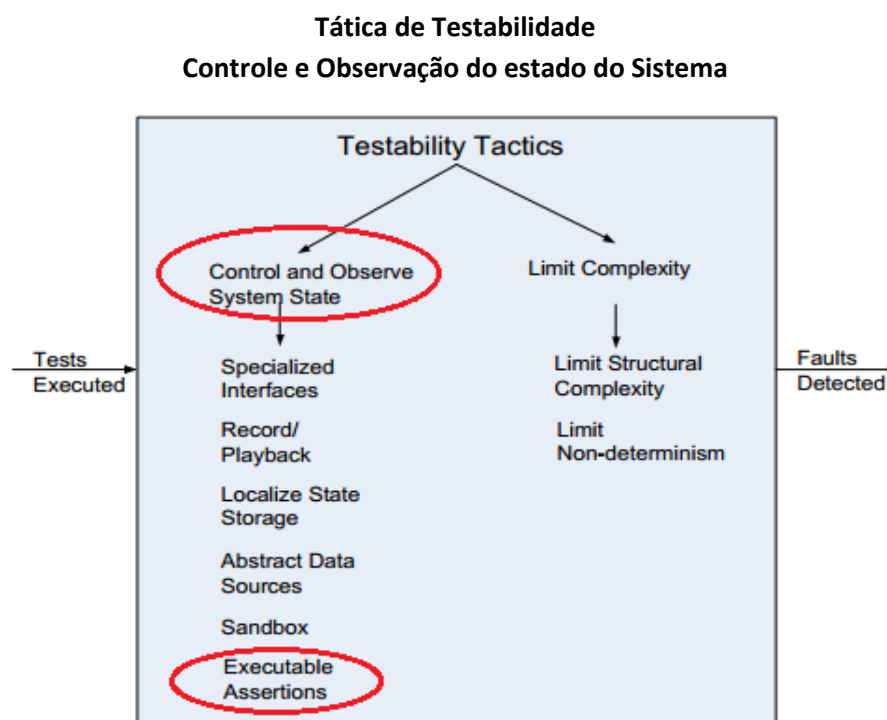 Tática de Testabilidade
Controle e Observação do estado do Sistema
Testability Tactics
Control and Observe
System State
Limit Complexity
Tests
Executed
Specialized
Interfaces
Record/
Playback
Localize State
Storage
Abstract Data
Sources
Sandbox
Executable
Assertions
Limit Structural
Complexity
Limit
Non-determinism
Faults
Detected